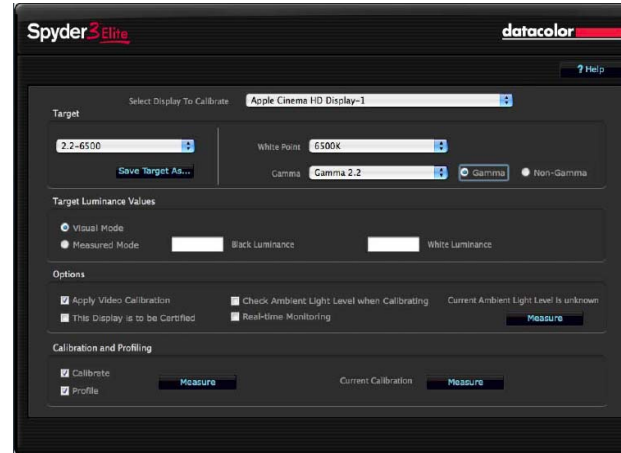 Spyder3Elite
datacolor
? Help
Select Display To Calibrate Apple Cinema HD Display-1
Target
2.2-6500
White Point 6500K
Save Target As...
Gamma Gamma 2.2 Gamma Non-Gamma
Target Luminance Values
Visual Mode
Measured Mode Black Luminance White Luminance
Options
Apply Video Calibration Check Ambient Light Level when Calibrating Current Ambient Light Level is unknown
This Display is to be Certified Real-time Monitoring Measure
Calibration and Profiling
Calibrate
Measure Current Calibration Measure
Profile